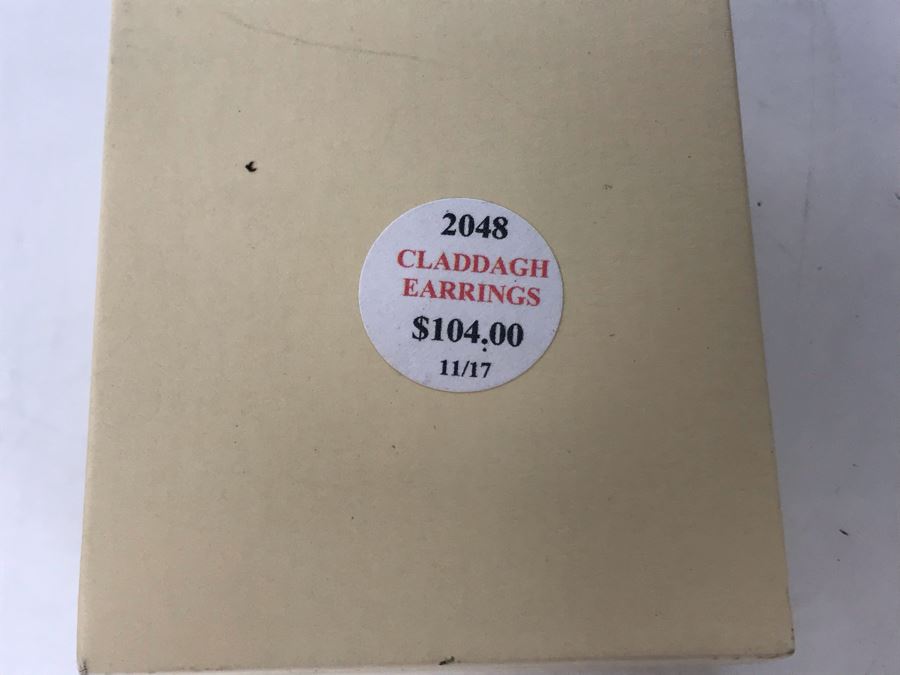 2048
CLADDAGH
EARRINGS
$104.00
11/17